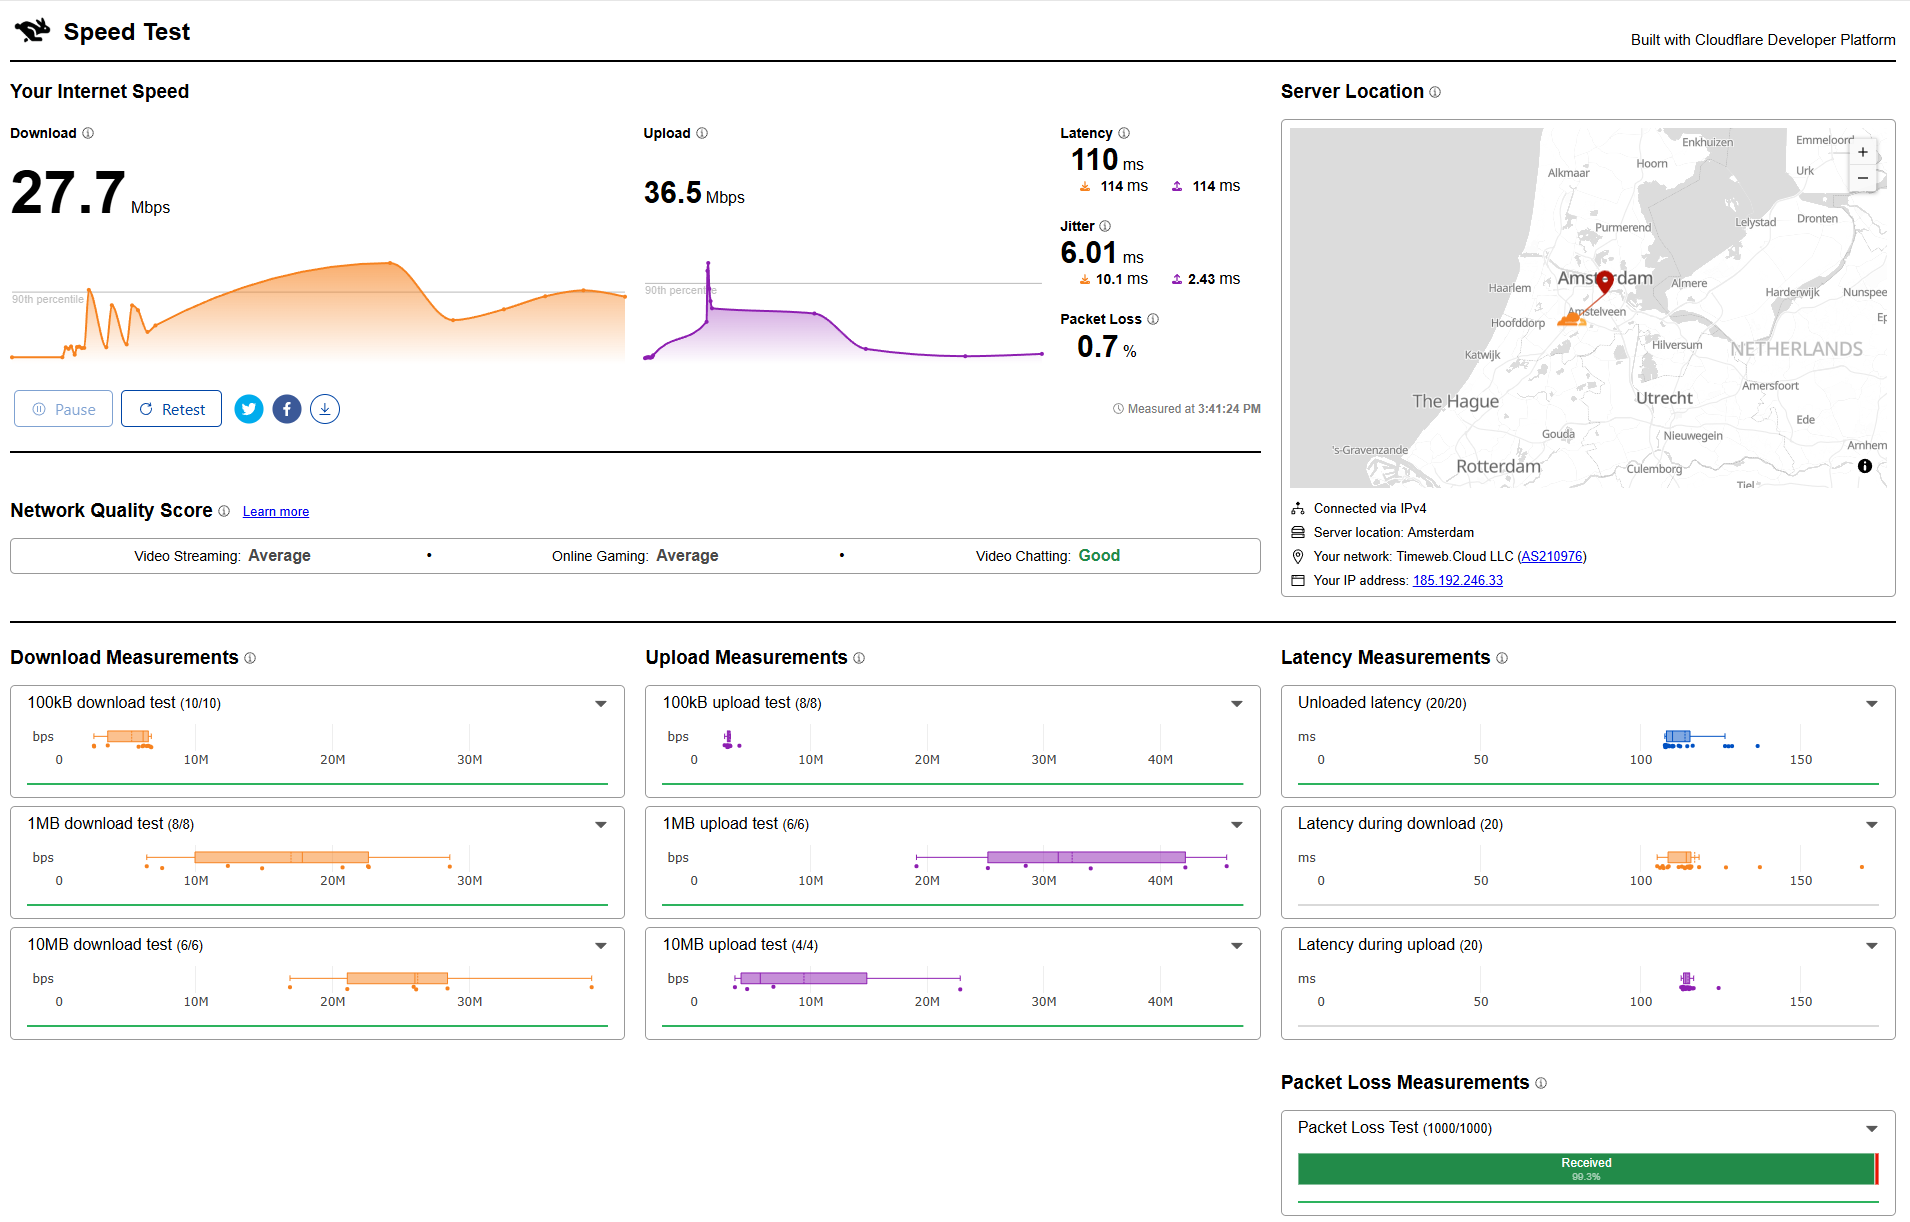 Speed Test
Built with Cloudflare Developer Platform
Your Internet Speed
Download
27.7 Mbps
90th percentile
Upload
36.5 Mbps
90th percentile
Latency
110 ms
114 ms 114 ms
Jitter
6.01 ms
10.1 ms 2.43 ms
Packet Loss
0.7 %
Pause
Retest
Measured at 3:41:24 PM
Server Location
Enkhuizen
Emmeloord
Hoorn
Alkmaar
Urk
+
−
Lelystad
Dronten
Purmerend
Amsterdam
Haarlem
Almere
Harderwijk
Nunspee
Amstelveen
Hoofddorp
Ep
Hilversum
NETHERLANDS
Katwijk
Amersfoort
The Hague
Utrecht
Ede
Gouda
Nieuwegein
Arnhem
's-Gravenzande
Rotterdam
Culemborg
Tiel
Connected via IPv4
Server location: Amsterdam
Your network: Timeweb.Cloud LLC (AS210976)
Your IP address: 185.192.246.33
Network Quality Score Learn more
Video Streaming: Average • Online Gaming: Average • Video Chatting: Good
Download Measurements
100kB download test (10/10)
bps
0 10M 20M 30M
1MB download test (8/8)
bps
0 10M 20M 30M
10MB download test (6/6)
bps
0 10M 20M 30M
Upload Measurements
100kB upload test (8/8)
bps
0 10M 20M 30M 40M
1MB upload test (6/6)
bps
0 10M 20M 30M 40M
10MB upload test (4/4)
bps
0 10M 20M 30M 40M
Latency Measurements
Unloaded latency (20/20)
ms
0 50 100 150
Latency during download (20)
ms
0 50 100 150
Latency during upload (20)
ms
0 50 100 150
Packet Loss Measurements
Packet Loss Test (1000/1000)
Received
99.3%